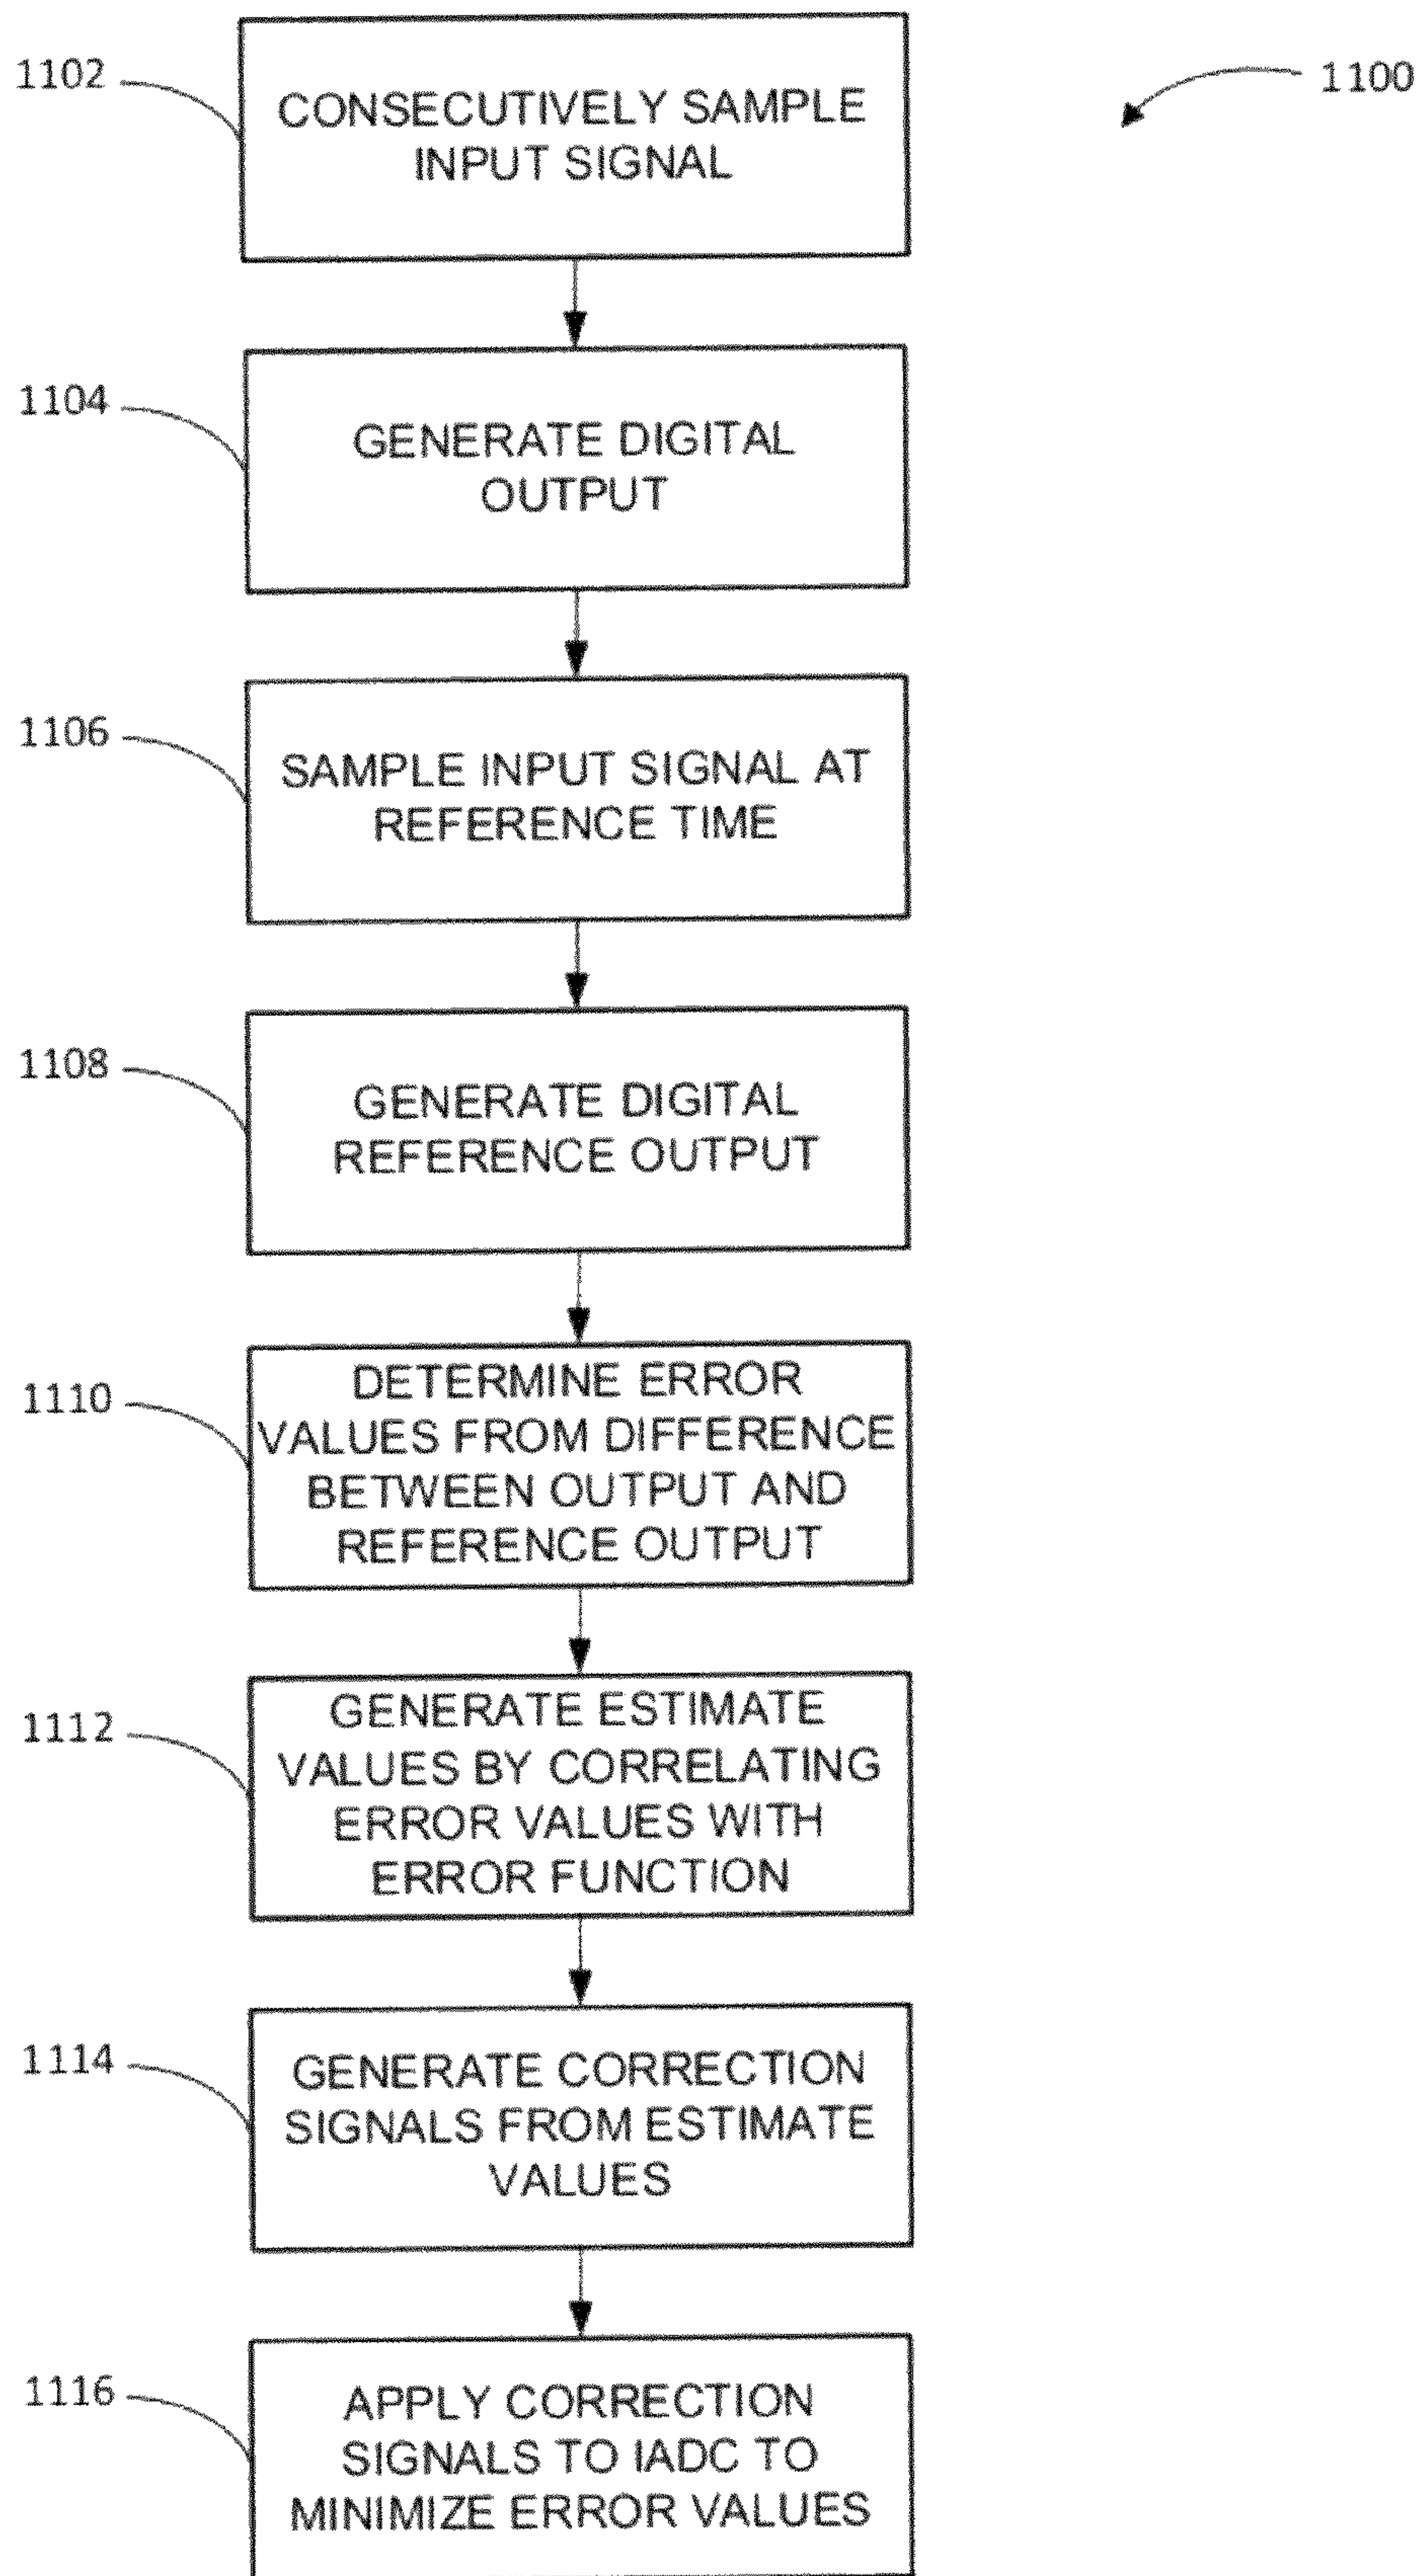 1100
1102
CONSECUTIVELY SAMPLE
INPUT SIGNAL
1104
GENERATE DIGITAL
OUTPUT
1106
SAMPLE INPUT SIGNAL AT
REFERENCE TIME
1108
GENERATE DIGITAL
REFERENCE OUTPUT
1110
DETERMINE ERROR
VALUES FROM DIFFERENCE
BETWEEN OUTPUT AND
REFERENCE OUTPUT
1112
GENERATE ESTIMATE
VALUES BY CORRELATING
ERROR VALUES WITH
ERROR FUNCTION
1114
GENERATE CORRECTION
SIGNALS FROM ESTIMATE
VALUES
1116
APPLY CORRECTION
SIGNALS TO IADC TO
MINIMIZE ERROR VALUES